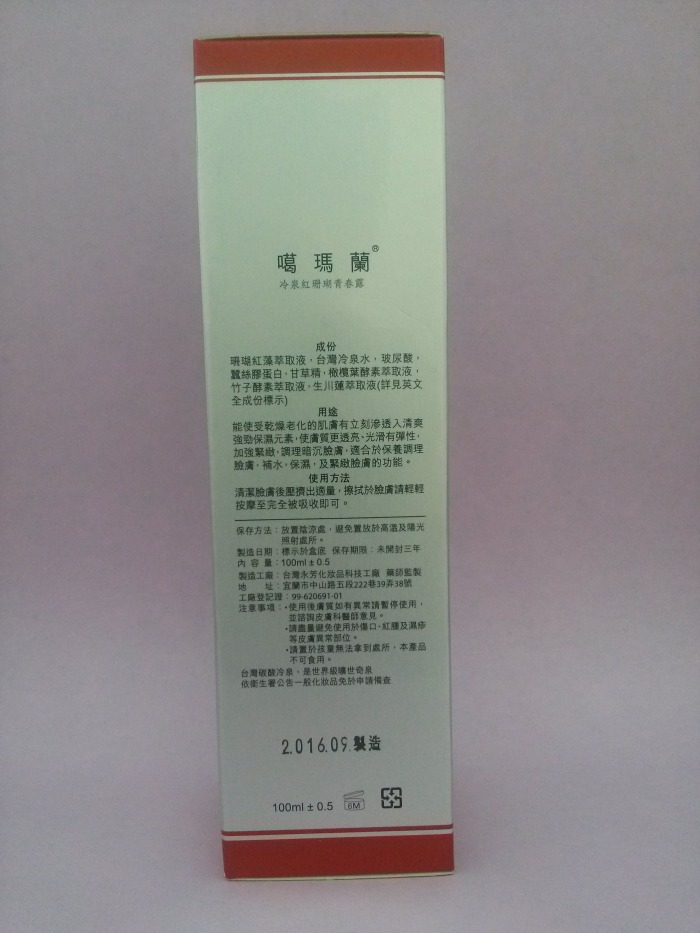 噶瑪蘭®
冷泉紅珊瑚青春露
成份
珊瑚紅藻萃取液，台灣冷泉水，玻尿酸，
蠶絲膠蛋白，甘草精，橄欖葉酵素萃取液，
竹子酵素萃取液，生川蓮萃取液(詳見英文
全成份標示)
用途
能使受乾燥老化的肌膚有立刻滲透入清爽
強勁保濕元素，使膚質更透亮、光滑有彈性，
加強緊緻，調理暗沉臉膚，適合於保養調理
臉膚，補水，保濕，及緊緻臉膚的功能。
使用方法
清潔臉膚後壓擠出適量，擦拭於臉膚請輕輕
按摩至完全被吸收即可。
保存方法：放置陰涼處，避免置放於高溫及陽光
照射處所。
製造日期：標示於盒底 保存期限：未開封三年
內 容 量：100ml ± 0.5
製造工廠：台灣永芳化妝品科技工廠 藥師監製
地 址：宜蘭市中山路五段222巷39弄38號
工廠登記證：99-620691-01
注意事項：•使用後膚質如有異常請暫停使用，
並諮詢皮膚科醫師意見。
•請盡量避免使用於傷口，紅腫及濕疹
等皮膚異常部位。
•請置於孩童無法拿到處所，本產品
不可食用。
台灣碳酸冷泉，是世界級曠世奇泉
依衛生署公告一般化妝品免於申請備查
2.016.09.製造
100ml ± 0.5 6M